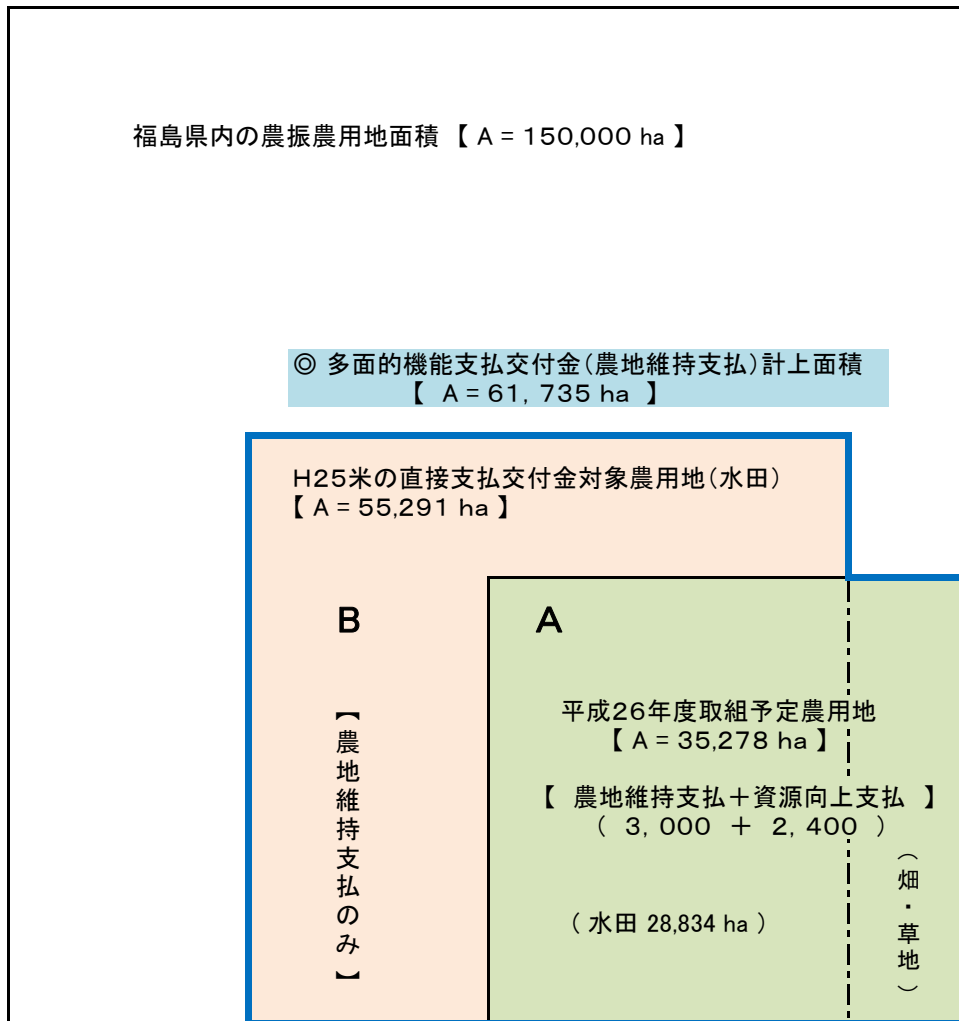 福島県内の農振農用地面積 【 A = 150,000 ha 】
◎ 多面的機能支払交付金(農地維持支払)計上面積
【 A = 61, 735 ha 】
H25米の直接支払交付金対象農用地(水田)
【 A = 55,291 ha 】
B
A
【農地維持支払のみ】
平成26年度取組予定農用地
【 A = 35,278 ha 】
【 農地維持支払+資源向上支払 】
( 3, 000 + 2, 400 )
(畑・草地)
( 水田 28,834 ha )